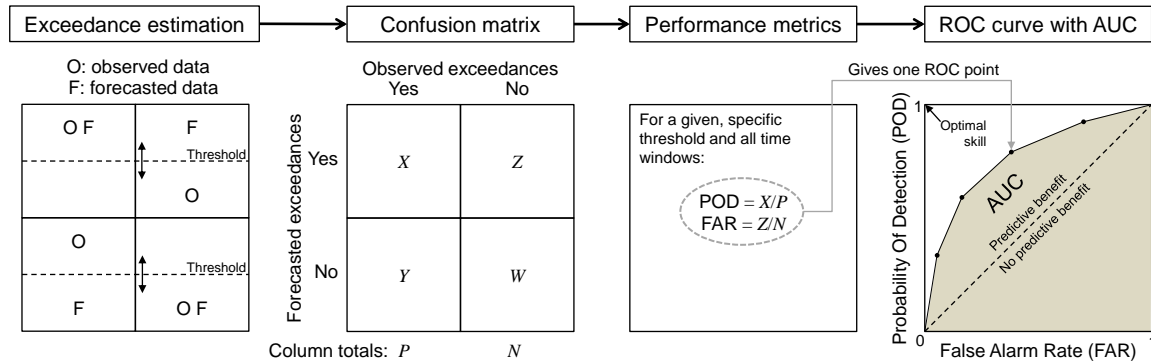 Exceedance estimation
Confusion matrix
Performance metrics
ROC curve with AUC
O: observed data
F: forecasted data
O F
F
Threshold
O
O
Threshold
F
O F
Observed exceedances
Yes
No
Forecasted exceedances
Yes
X
Z
No
Y
W
Column totals:
P
N
For a given, specific
threshold and all time
windows:
POD = X/P
FAR = Z/N
Gives one ROC point
Probability Of Detection (POD)
1
Optimal
skill
AUC
Predictive benefit
No predictive benefit
0
1
False Alarm Rate (FAR)